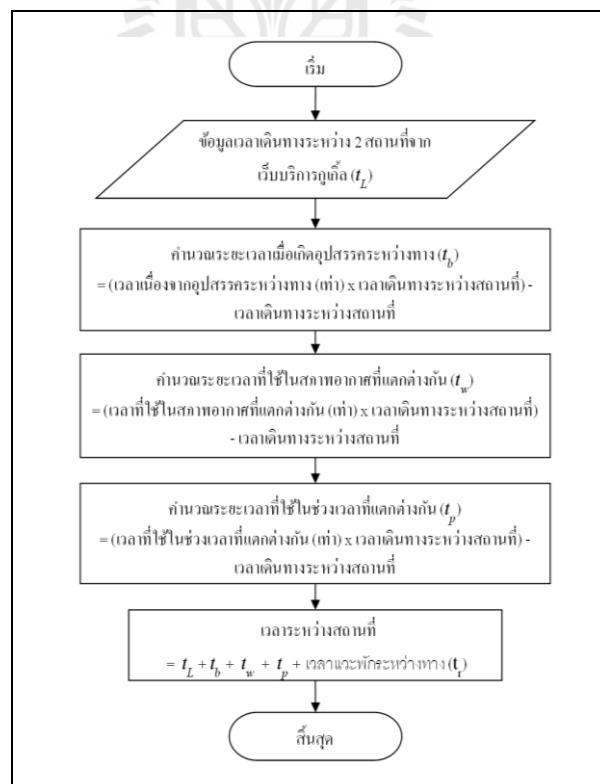 เริ่ม
ข้อมูลเวลาเดินทางระหว่าง 2 สถานที่จาก
เว็บบริการกูเกิ้ล (t_L)
คำนวณระยะเวลาเมื่อเกิดอุปสรรคระหว่างทาง (t_b)
= (เวลาเนื่องจากอุปสรรคระหว่างทาง (เท่า) x เวลาเดินทางระหว่างสถานที่) -
เวลาเดินทางระหว่างสถานที่
คำนวณระยะเวลาที่ใช้ในสภาพอากาศที่แตกต่างกัน (t_w)
= (เวลาที่ใช้ในสภาพอากาศที่แตกต่างกัน (เท่า) x เวลาเดินทางระหว่างสถานที่)
- เวลาเดินทางระหว่างสถานที่
คำนวณระยะเวลาที่ใช้ในช่วงเวลาที่แตกต่างกัน (t_p)
= (เวลาที่ใช้ในช่วงเวลาที่แตกต่างกัน (เท่า) x เวลาเดินทางระหว่างสถานที่) -
เวลาเดินทางระหว่างสถานที่
เวลาระหว่างสถานที่
= t_L + t_b + t_w + t_p + เวลาแวะพักระหว่างทาง (t_r)
สิ้นสุด